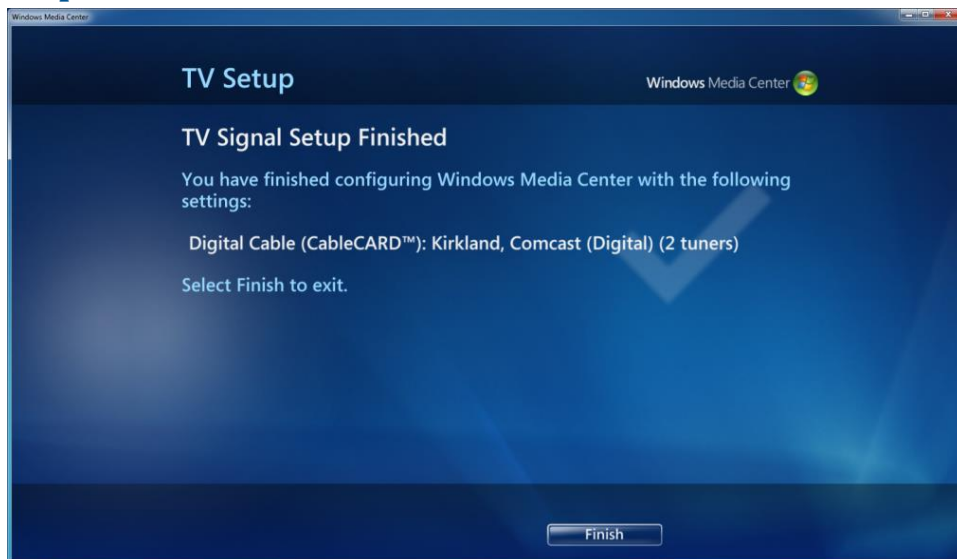 Windows Media Center
TV Setup
Windows Media Center
TV Signal Setup Finished
You have finished configuring Windows Media Center with the following
settings:
Digital Cable (CableCARD™): Kirkland, Comcast (Digital) (2 tuners)
Select Finish to exit.
Finish